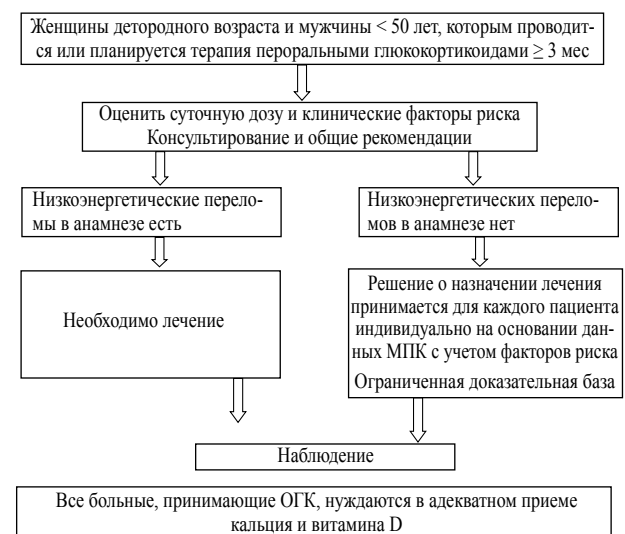 Женщины детородного возраста и мужчины < 50 лет, которым проводит-
ся или планируется терапия пероральными глюкокортикоидами ≥ 3 мес
Оценить суточную дозу и клинические факторы риска
Консультирование и общие рекомендации
Низкоэнергетические перело-
мы в анамнезе есть
Низкоэнергетических перело-
мов в анамнезе нет
Необходимо лечение
Решение о назначении лечения
принимается для каждого пациента
индивидуально на основании дан-
ных МПК с учетом факторов риска
Ограниченная доказательная база
Наблюдение
Все больные, принимающие ОГК, нуждаются в адекватном приеме
кальция и витамина D